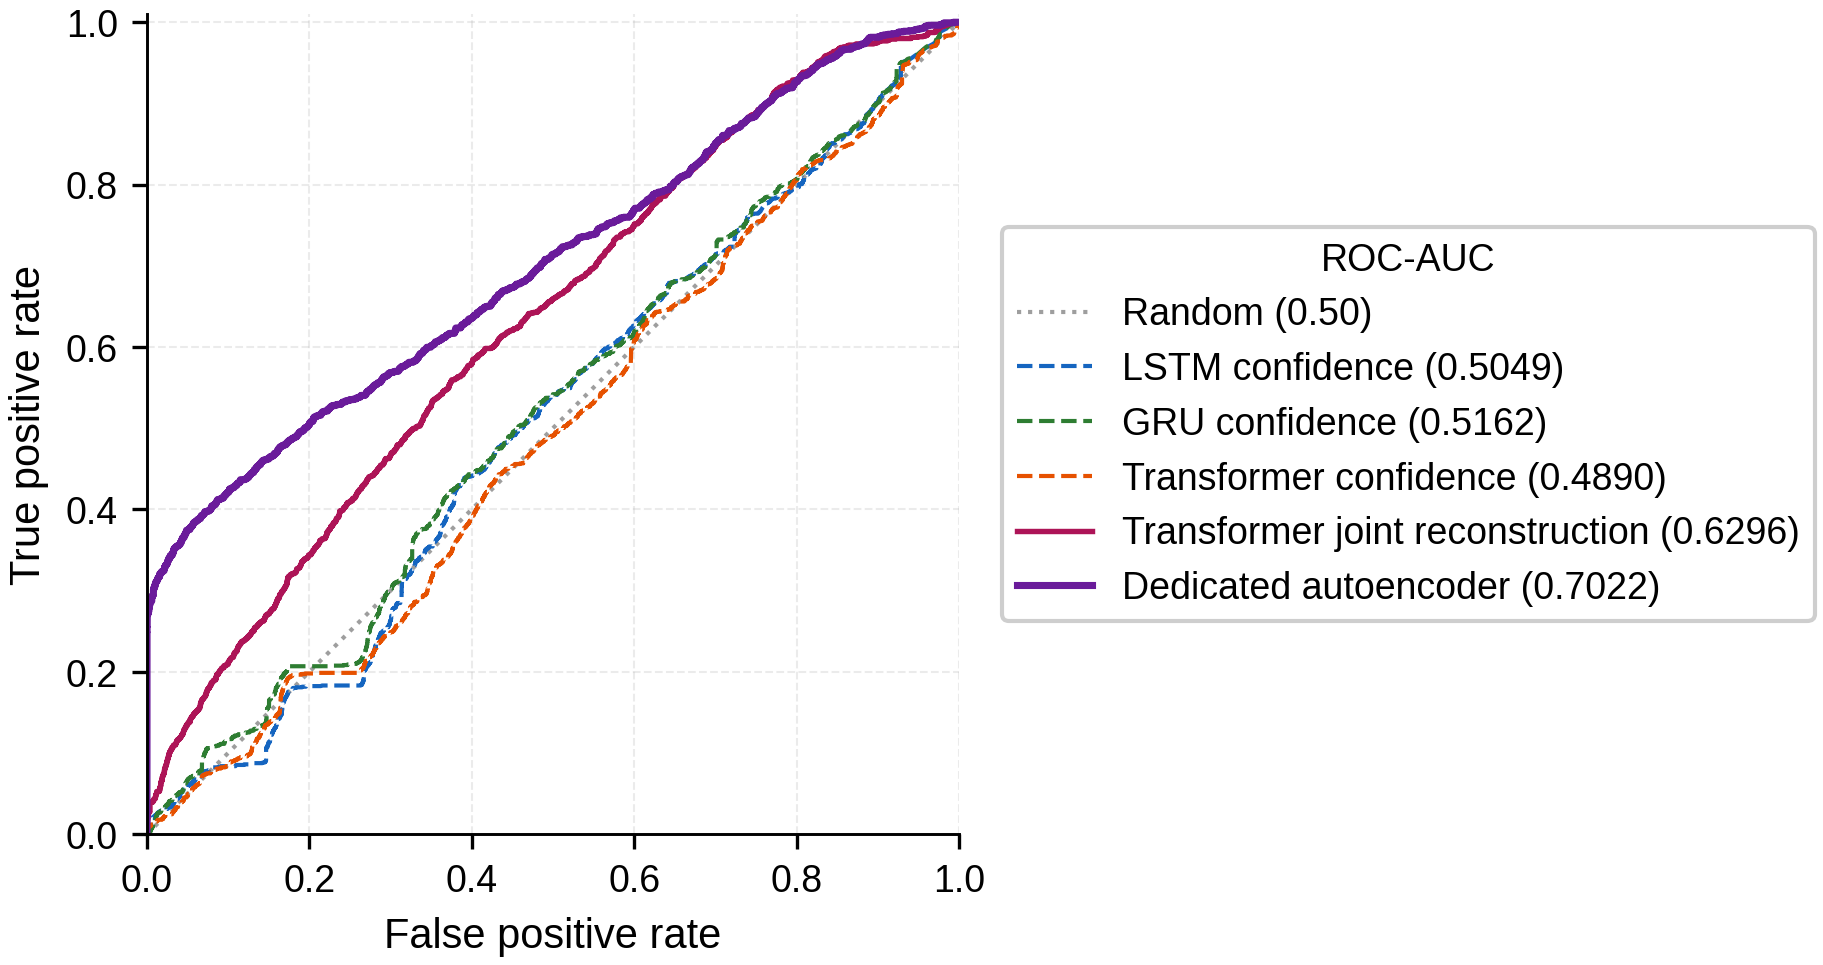 1.0
0.8
0.6
0.4
0.2
0.0
True positive rate
0.0 0.2 0.4 0.6 0.8 1.0
False positive rate
ROC-AUC
Random (0.50)
LSTM confidence (0.5049)
GRU confidence (0.5162)
Transformer confidence (0.4890)
Transformer joint reconstruction (0.6296)
Dedicated autoencoder (0.7022)